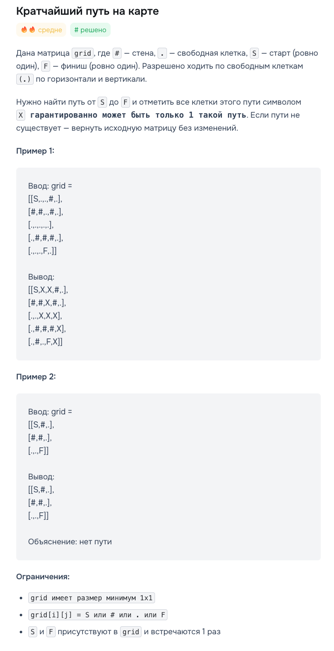 Кратчайший путь на карте
🔥🔥 средне # решено
Дана матрица grid, где # — стена, . — свободная клетка, S — старт (ровно
один), F — финиш (ровно один). Разрешено ходить по свободным клеткам
(.) по горизонтали и вертикали.
Нужно найти путь от S до F и отметить все клетки этого пути символом
X гарантированно может быть только 1 такой путь. Если пути не
существует — вернуть исходную матрицу без изменений.
Пример 1:
Ввод: grid =
[[S,.,.,#,.],
[#,#,.,#,.],
[.,.,.,.,.],
[.,#,#,#,.],
[.,.,.,F,.]]
Вывод:
[[S,X,X,#,.],
[#,#,X,#,.],
[.,.,X,X,X],
[.,#,#,#,X],
[.,#,.,F,X]]
Пример 2:
Ввод: grid =
[[S,#,.],
[#,#,.],
[.,.,F]]
Вывод:
[[S,#,.],
[#,#,.],
[.,.,F]]
Объяснение: нет пути
Ограничения:
grid имеет размер минимум 1x1
grid[i][j] = S или # или . или F
S и F присутствуют в grid и встречаются 1 раз